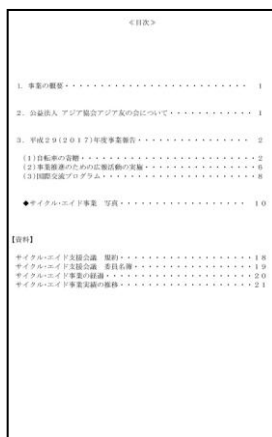 ≪目次≫
1．事業の概要・・・・・・・・・・・・・・・・・・・・・・・・・・・ 1
2．公益法人 アジア協会アジア友の会について・・・・・・・・・・・・ 1
3．平成29(2017)年度事業報告・・・・・・・・・・・・・・・・ 2
(1)自転車の寄贈・・・・・・・・・・・・・・・・・・・・・・・・2
(2)事業推進のための広報活動の実施・・・・・・・・・・・・・・・6
(3)国際交流プログラム・・・・・・・・・・・・・・・・・・・・・8
◆サイクル・エイド事業 写真・・・・・・・・・・・・・・・・・10
【資料】
サイクル・エイド支援会議 規約・・・・・・・・・・・・・・・・・・18
サイクル・エイド支援会議 委員名簿・・・・・・・・・・・・・・・・19
サイクル・エイド事業の経過・・・・・・・・・・・・・・・・・・・・20
サイクル・エイド事業実績の推移・・・・・・・・・・・・・・・・・・21